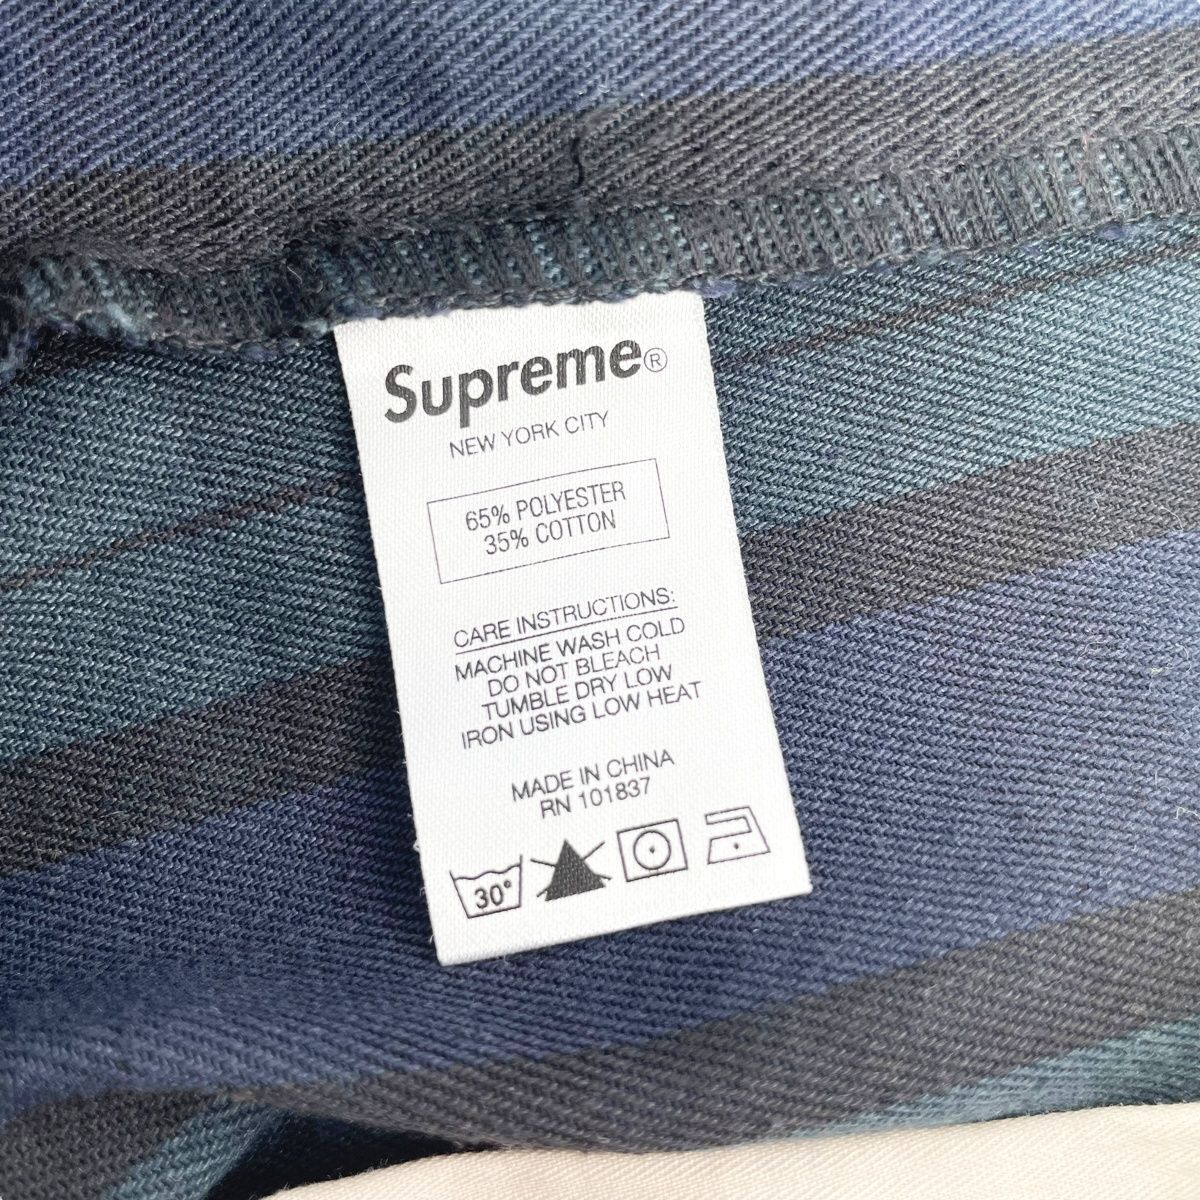 Supreme®
NEW YORK CITY
65% POLYESTER
35% COTTON
CARE INSTRUCTIONS:
MACHINE WASH COLD
DO NOT BLEACH
TUMBLE DRY LOW
IRON USING LOW HEAT
MADE IN CHINA
RN 101837
30°